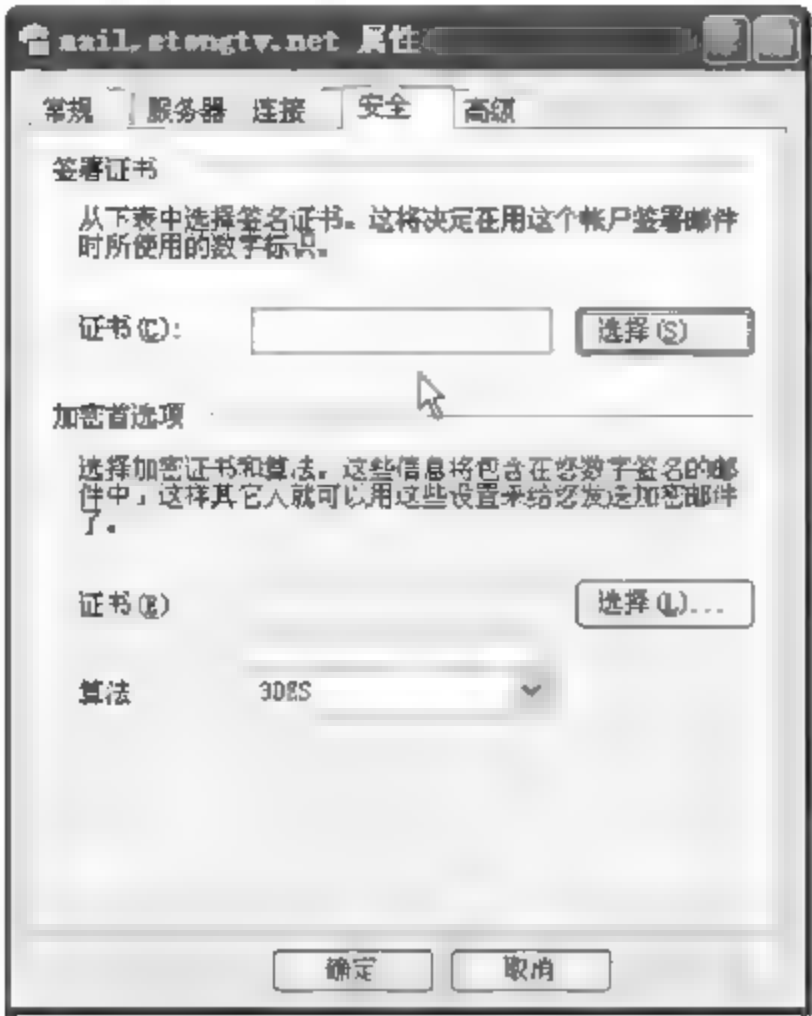 mail.stongtv.net 属性
常规 服务器 连接 安全 高级
签署证书
从下表中选择签名证书。这将决定在用这个帐户签署邮件
时所使用的数字标识。
证书(C): 选择(S)
加密首选项
选择加密证书和算法。这些信息将包含在您数字签名的邮
件中，这样其它人就可以用这些设置来给您发送加密邮件
了。
证书(E) 选择(L)...
算法 3DES
确定 取消